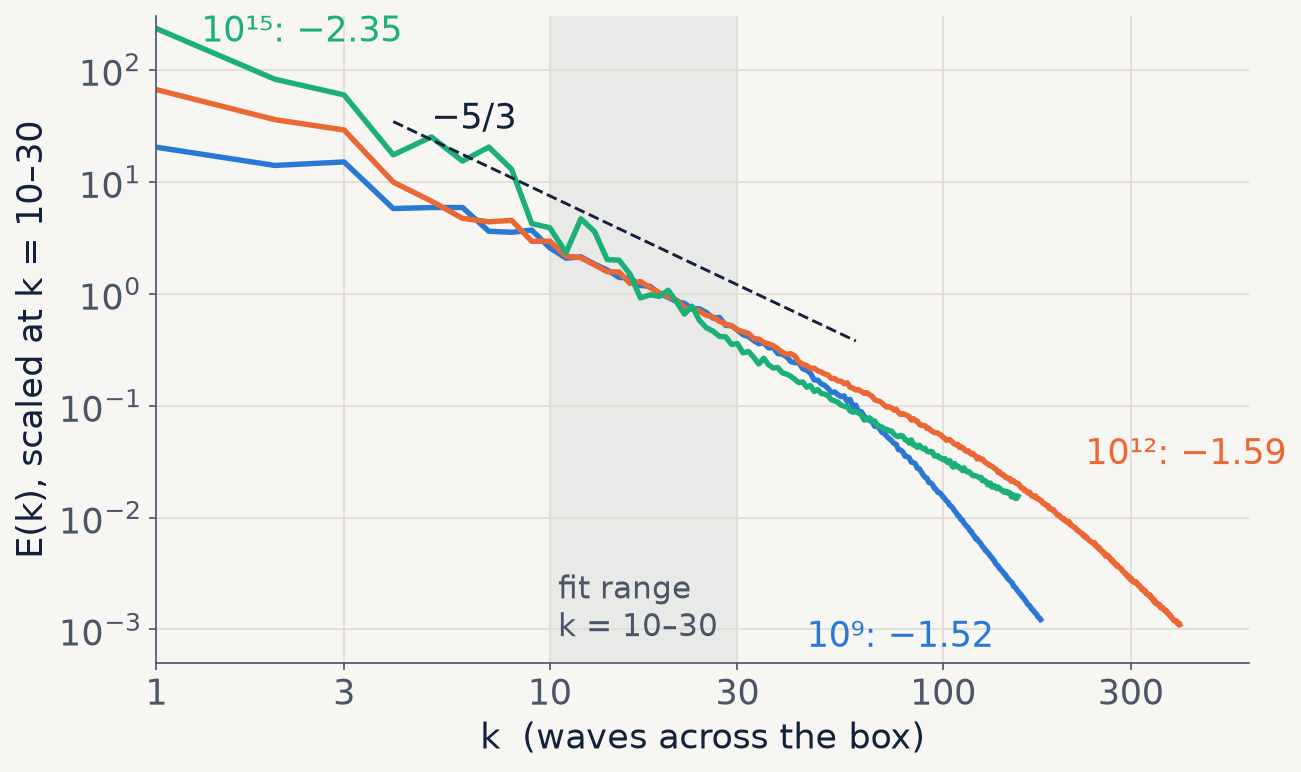 10¹⁵: −2.35
−5/3
E(k), scaled at k = 10–30
10²
10¹
10⁰
10⁻¹
10⁻²
10⁻³
10¹²: −1.59
fit range
k = 10–30
10⁹: −1.52
1 3 10 30 100 300
k (waves across the box)